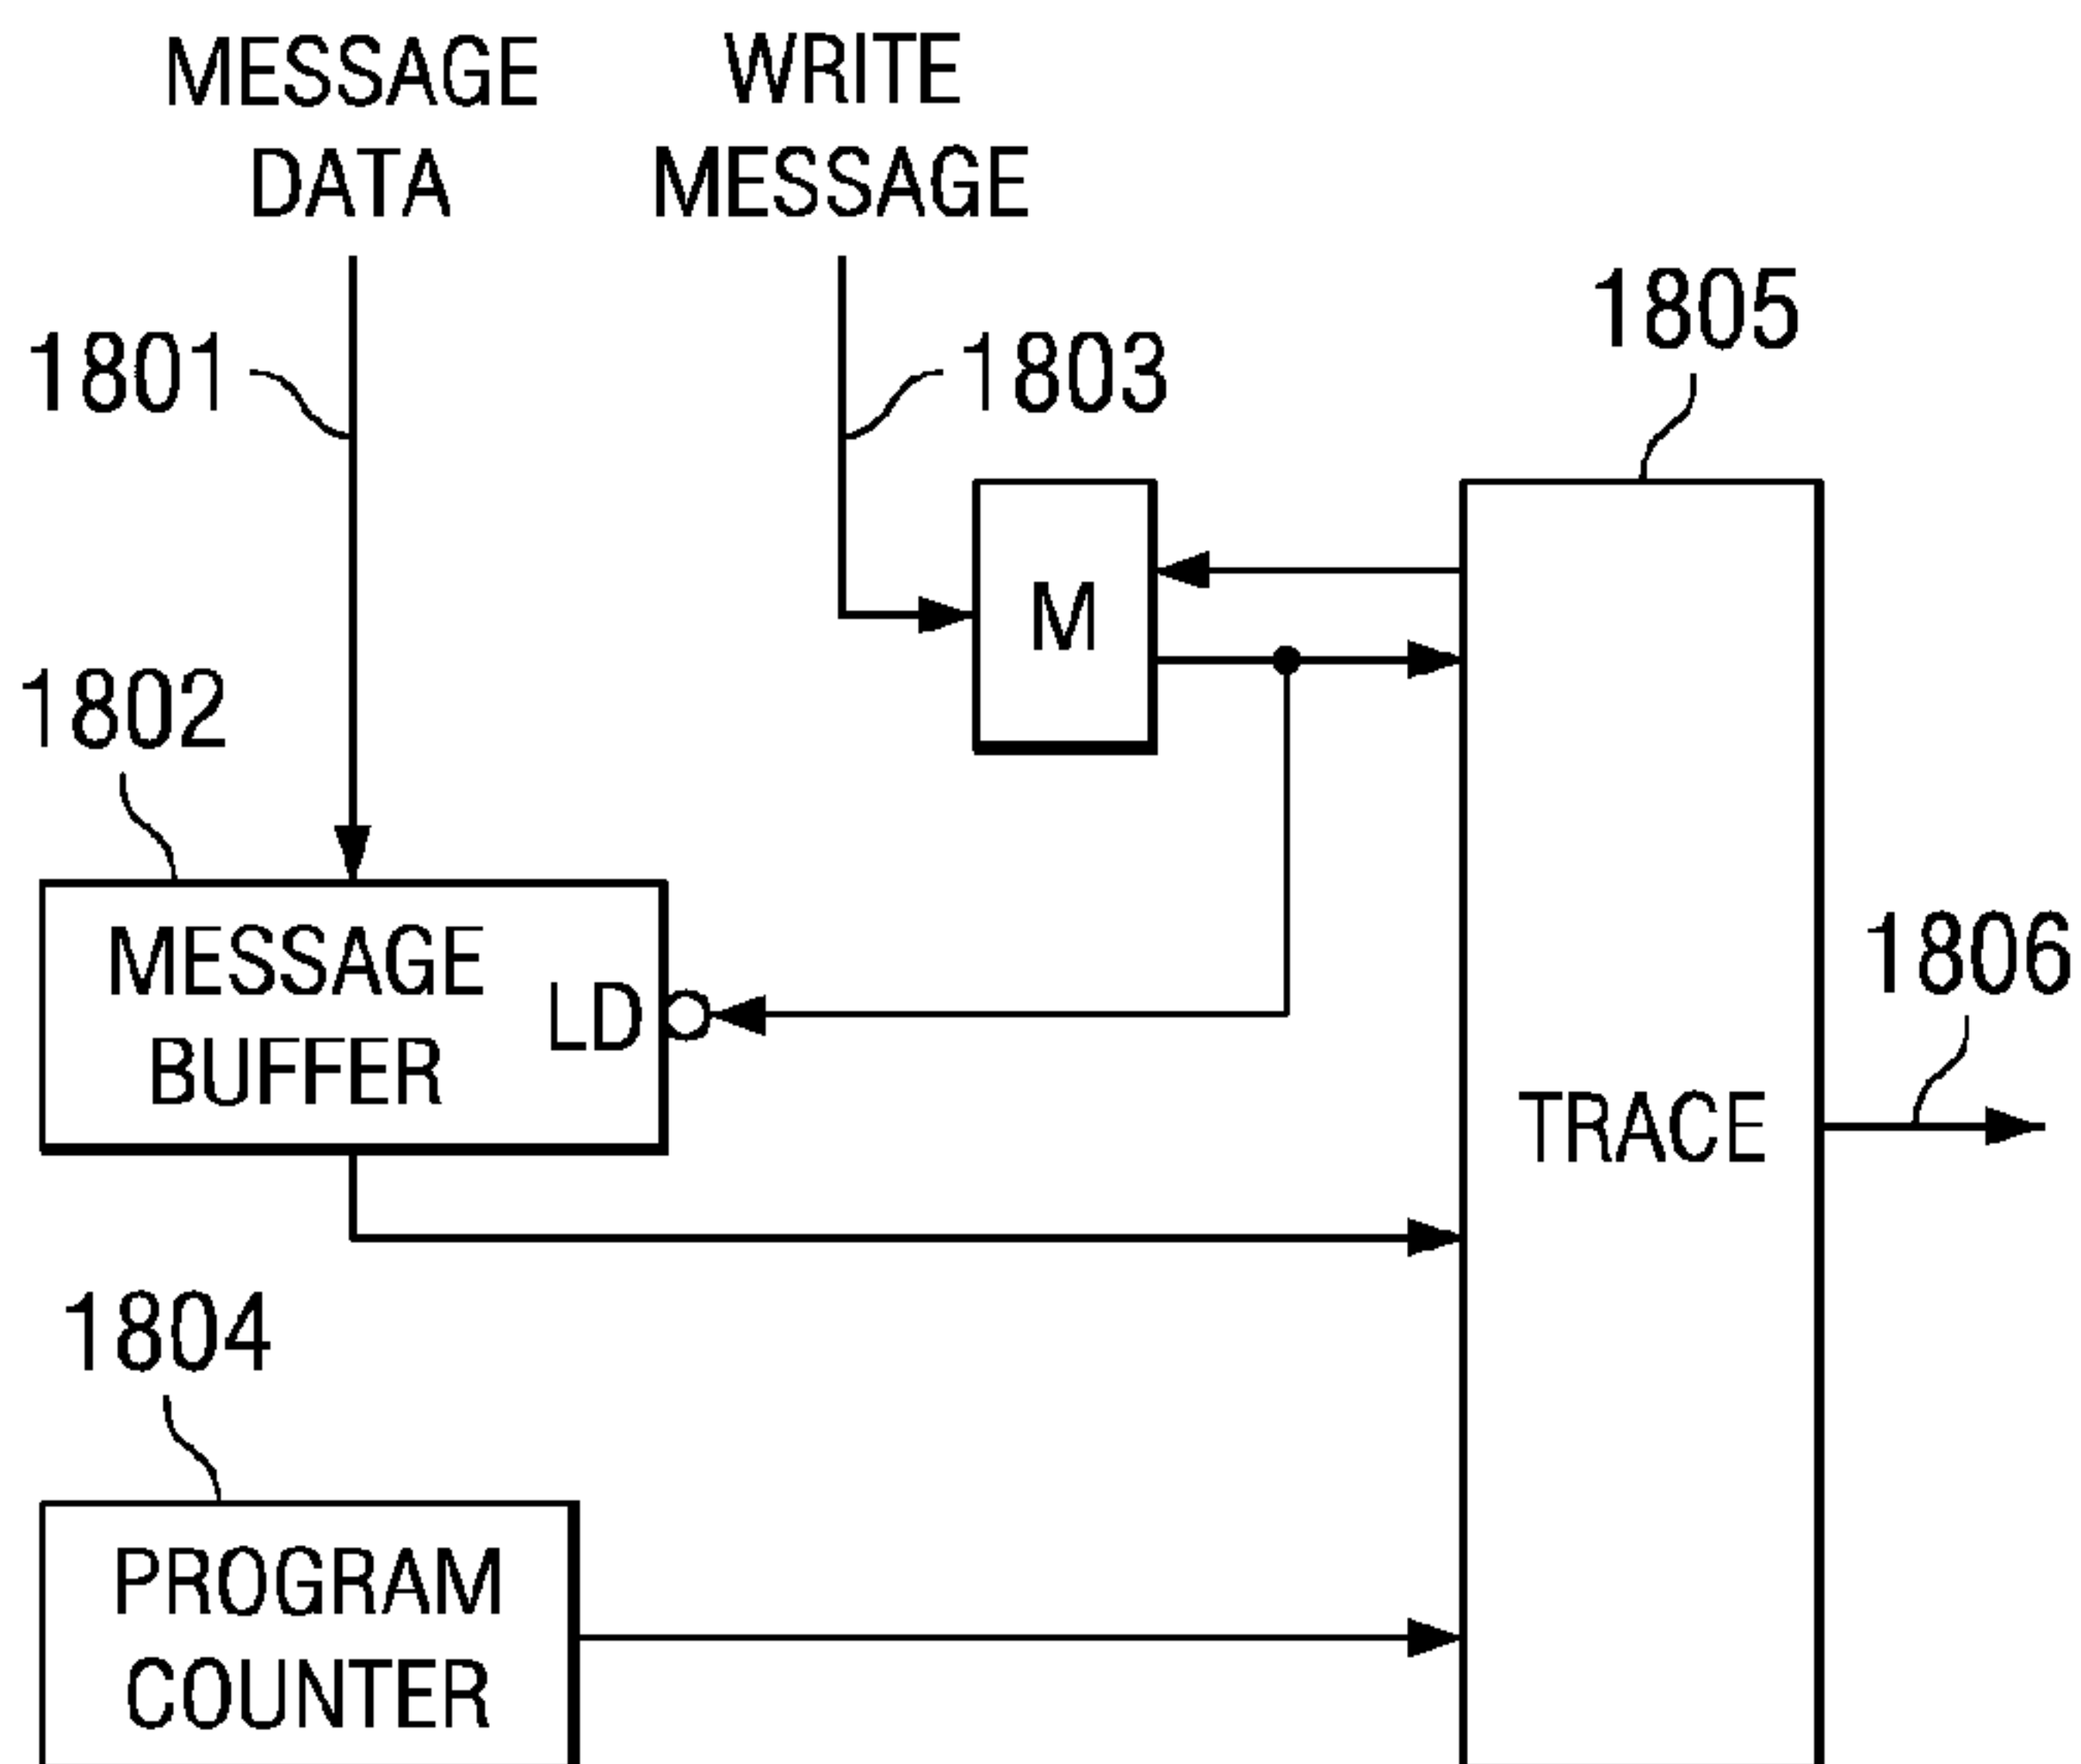 MESSAGE
DATA
WRITE
MESSAGE
1801
1803
1805
M
1802
MESSAGE
BUFFER
LD
1806
TRACE
1804
PROGRAM
COUNTER